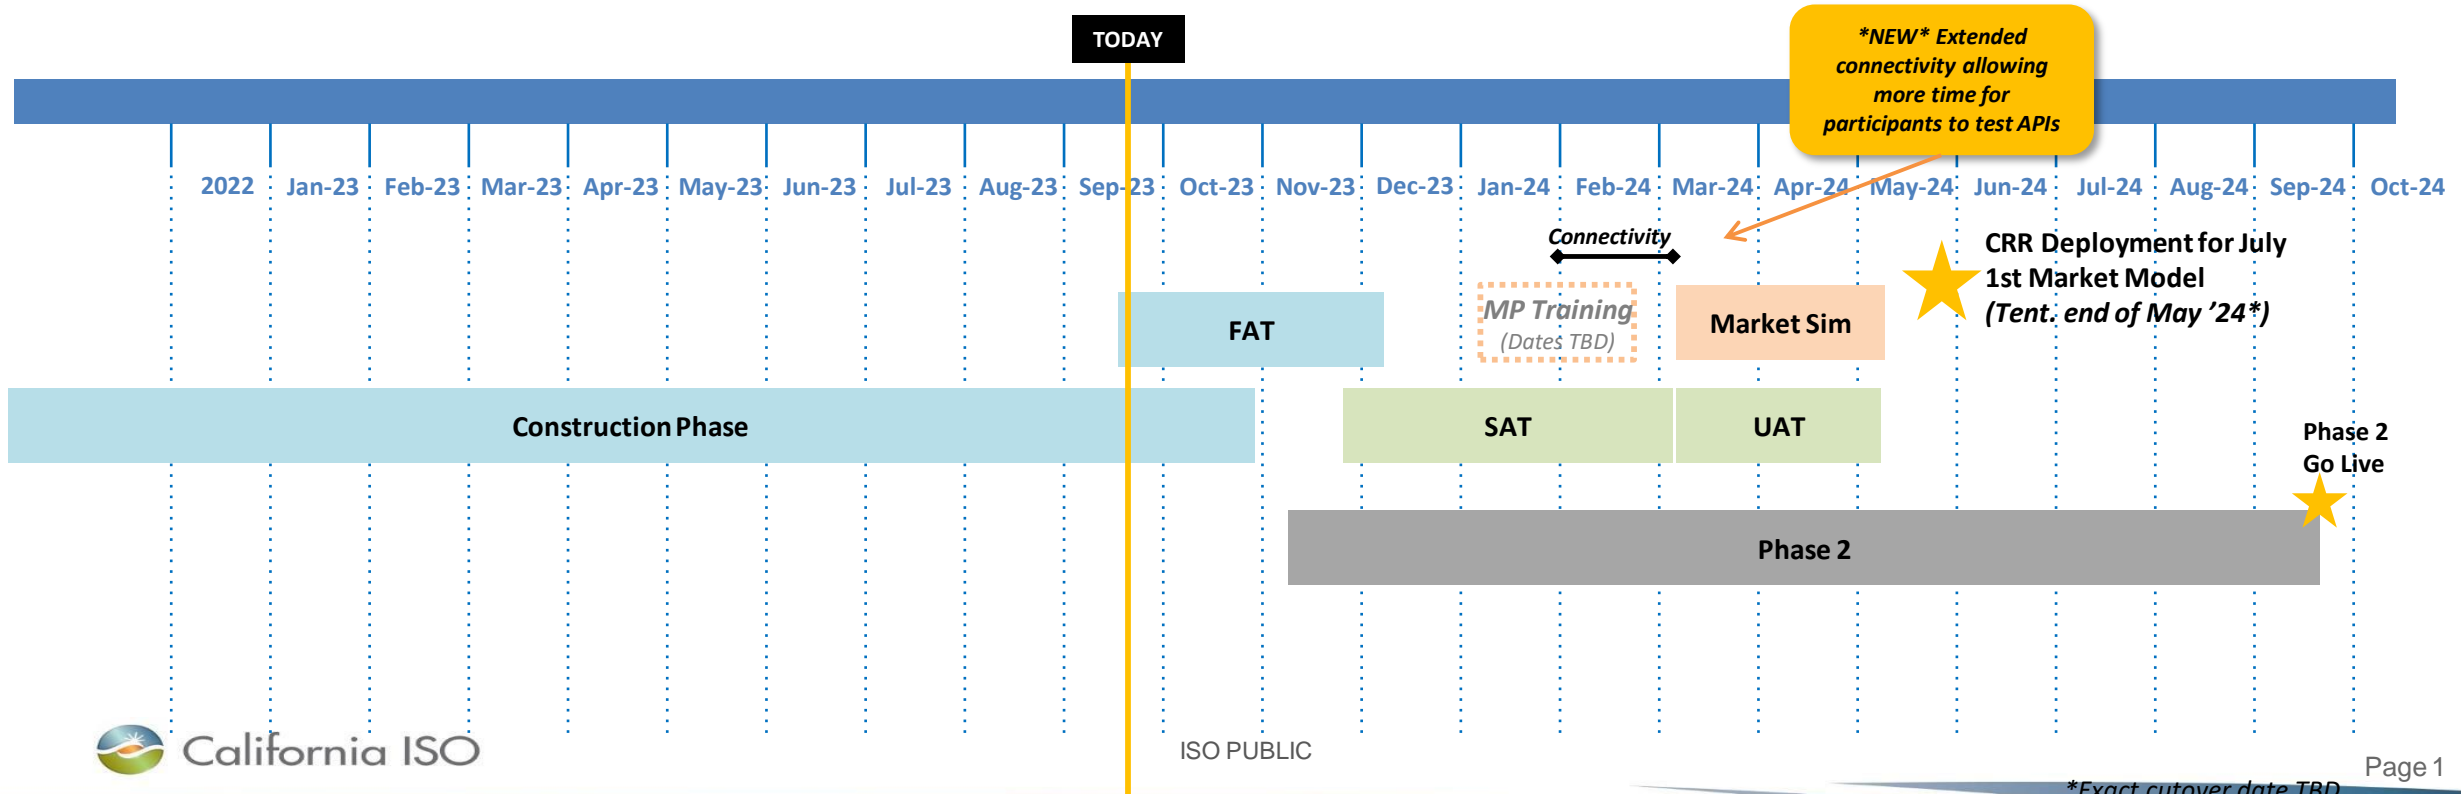 TODAY
*NEW* Extended
connectivity allowing
more time for
participants to test APIs
2022 Jan-23 Feb-23 Mar-23 Apr-23 May-23 Jun-23 Jul-23 Aug-23 Sep-23 Oct-23 Nov-23 Dec-23 Jan-24 Feb-24 Mar-24 Apr-24 May-24 Jun-24 Jul-24 Aug-24 Sep-24 Oct-24
Connectivity
CRR Deployment for July
1st Market Model
(Tent. end of May '24*)
FAT
MP Training
(Dates TBD)
Market Sim
Construction Phase
SAT
UAT
Phase 2
Go Live
Phase 2
California ISO
ISO PUBLIC
Page 1
*Exact cutover date TBD